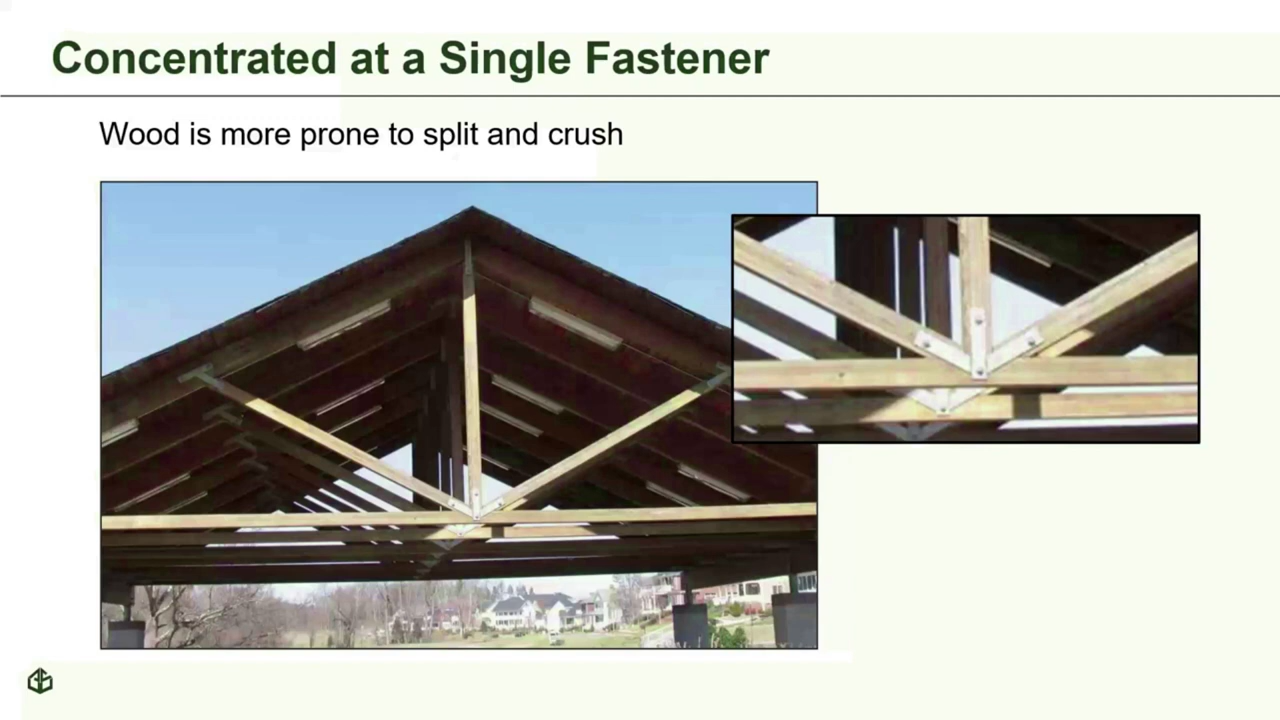 Concentrated at a Single Fastener
Wood is more prone to split and crush